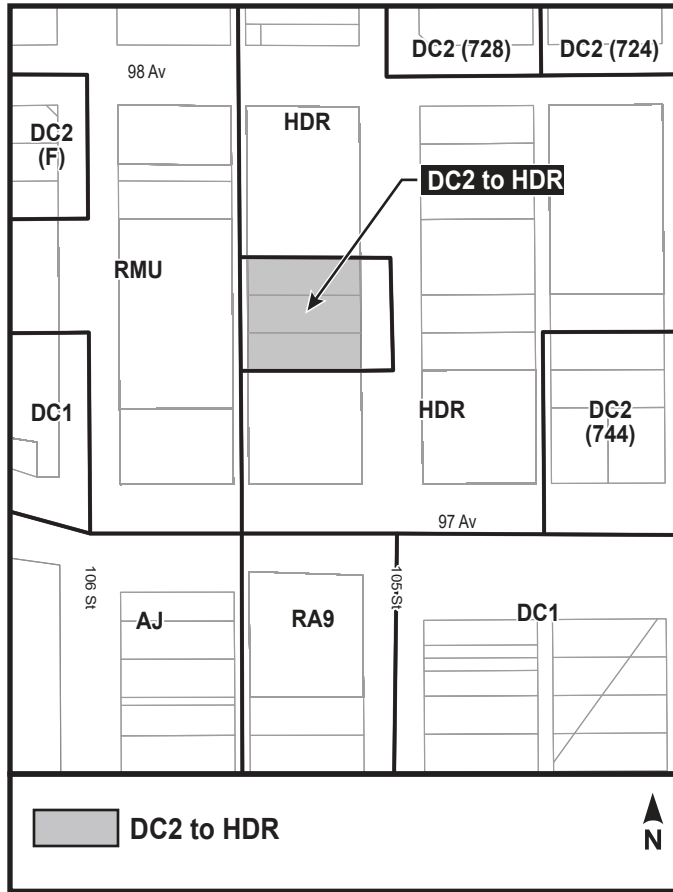 DC2 (728)
DC2 (724)
98 Av
DC2
(F)
HDR
DC2 to HDR
RMU
DC1
HDR
DC2
(744)
97 Av
106 St
105 St
AJ
RA9
DC1
DC2 to HDR
N